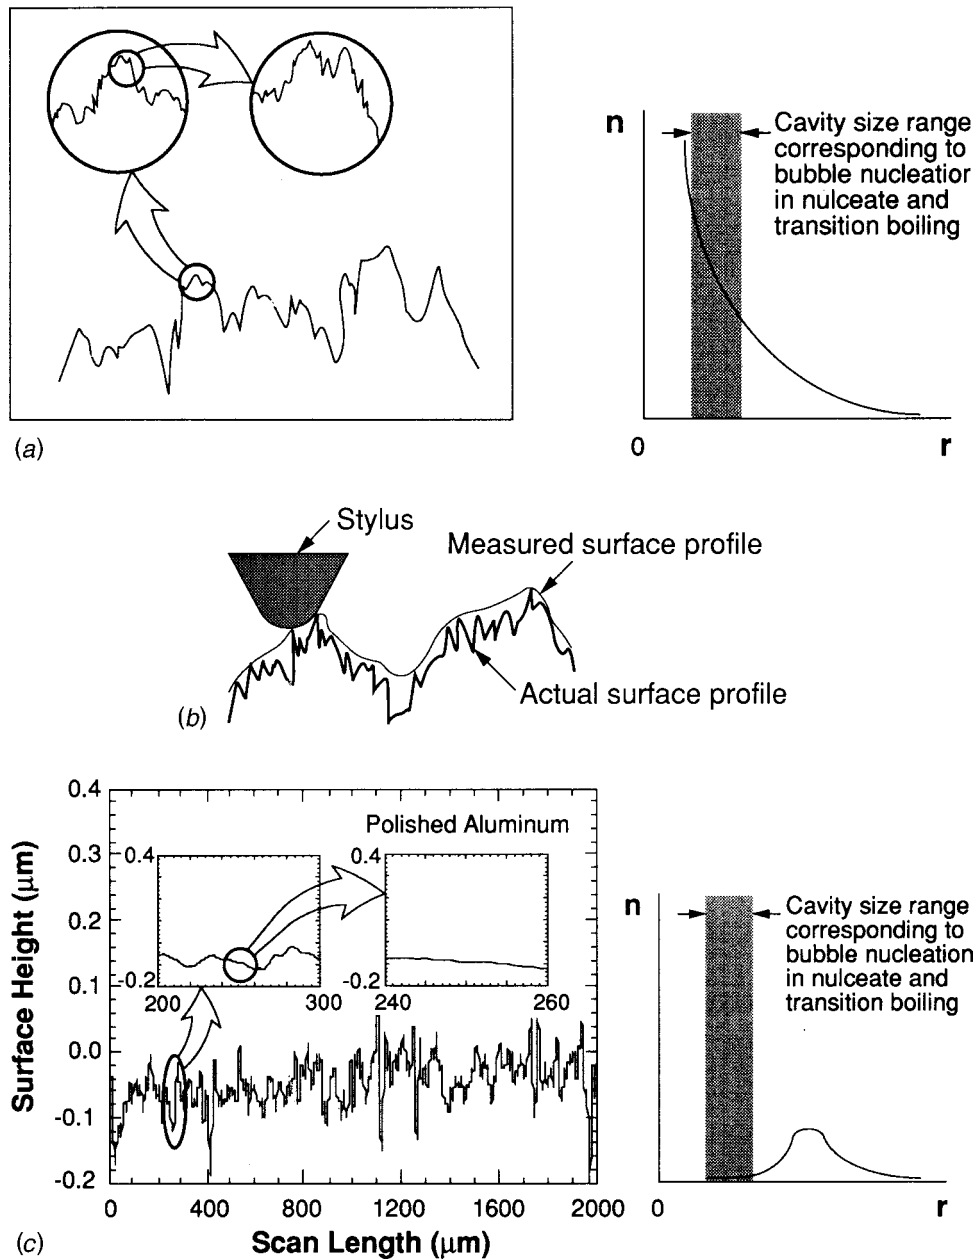 n
Cavity size range
corresponding to
bubble nucleatior
in nulceate and
transition boiling
0
r
(a)
Stylus
Measured surface profile
Actual surface profile
(b)
Surface Height (µm)
0.4
0.3
0.2
0.1
0.0
-0.1
-0.2
Polished Aluminum
0.4
-0.2
200
300
0.4
-0.2
240
260
0
400
800
1200
1600
2000
Scan Length (µm)
(c)
n
Cavity size range
corresponding to
bubble nucleation
in nulceate and
transition boiling
0
r